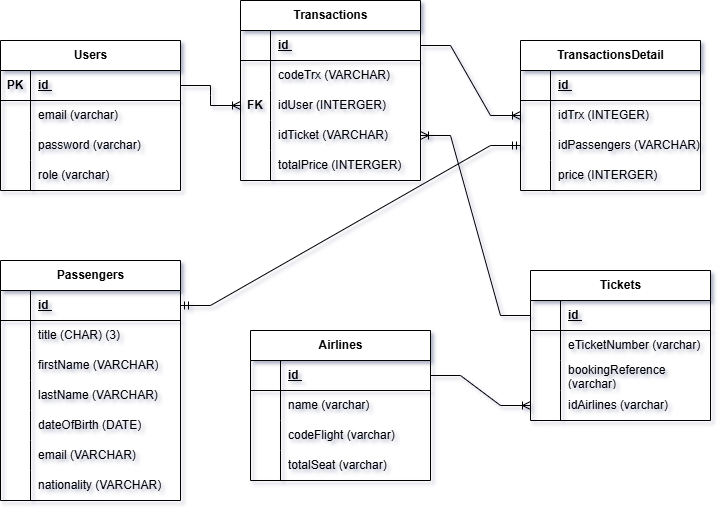 Users
PK id
email (varchar)
password (varchar)
role (varchar)
Transactions
id
codeTrx (VARCHAR)
FK idUser (INTERGER)
idTicket (VARCHAR)
totalPrice (INTERGER)
TransactionsDetail
id
idTrx (INTEGER)
idPassengers (VARCHAR)
price (INTERGER)
Passengers
id
title (CHAR) (3)
firstName (VARCHAR)
lastName (VARCHAR)
dateOfBirth (DATE)
email (VARCHAR)
nationality (VARCHAR)
Airlines
id
name (varchar)
codeFlight (varchar)
totalSeat (varchar)
Tickets
id
eTicketNumber (varchar)
bookingReference
(varchar)
idAirlines (varchar)